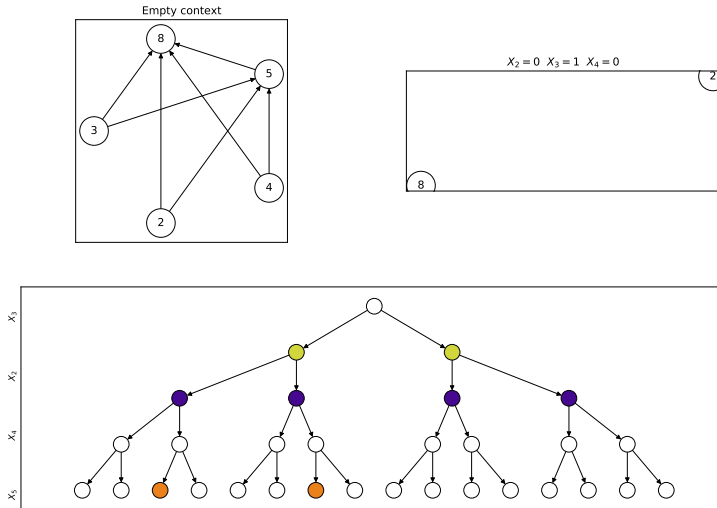 Empty context
8
5
3
4
2
X₂ = 0 X₃ = 1 X₄ = 0
2
8
X₃
X₂
X₄
X₅